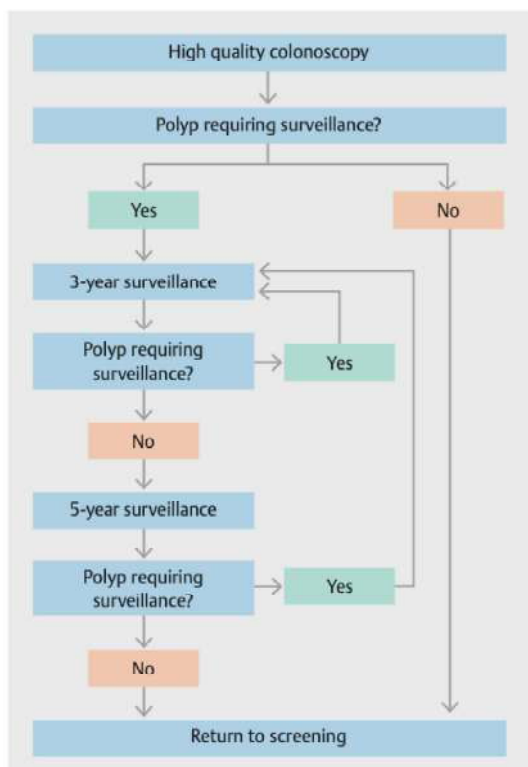 High quality colonoscopy
Polyp requiring surveillance?
Yes
No
3-year surveillance
Polyp requiring
surveillance?
Yes
No
5-year surveillance
Polyp requiring
surveillance?
Yes
No
Return to screening